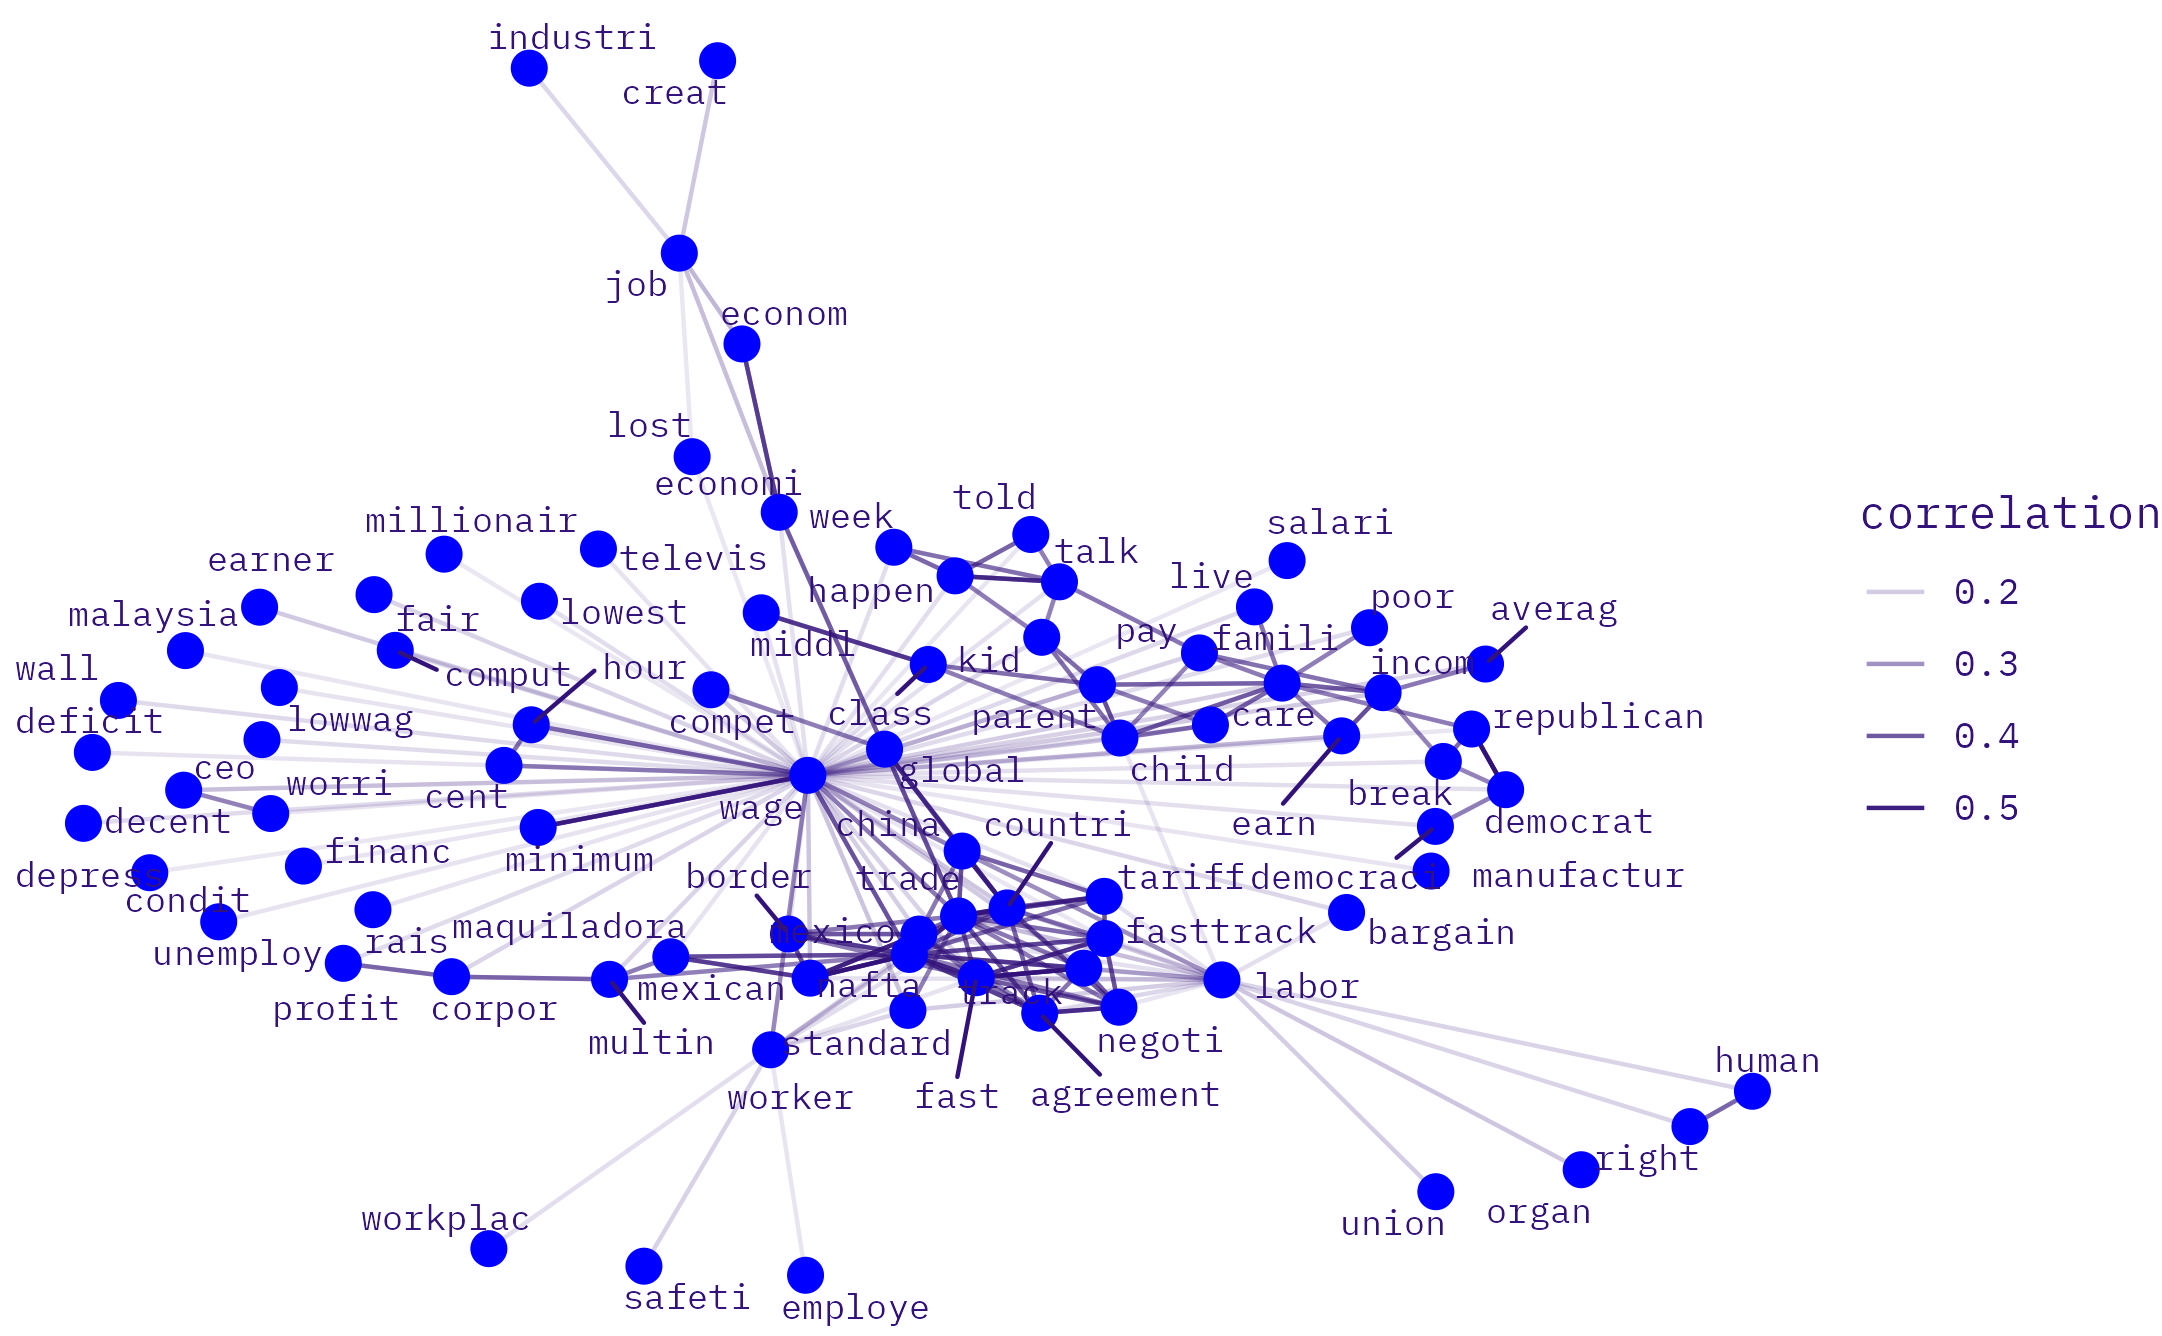 industri
creat
job
econom
lost
economi
week
told
talk
happen
millionair
televis
earner
malaysia
fair
lowest
wall
comput
hour
deficit
lowwag
middl
kid
class
compet
salari
live
pay
famili
poor
averag
incom
parent
care
republican
child
global
wage
ceo
worri
cent
decent
minimum
financ
depress
condit
unemploy
rais
profit
corpor
maquiladora
border
china
countri
trade
mexico
mexican
multin
nafta
track
tariff
fasttrack
standard
fast
agreement
negoti
labor
earn
break
democrat
democraci
manufactur
bargain
worker
workplac
safeti
employe
union
organ
right
human
correlation
0.2
0.3
0.4
0.5